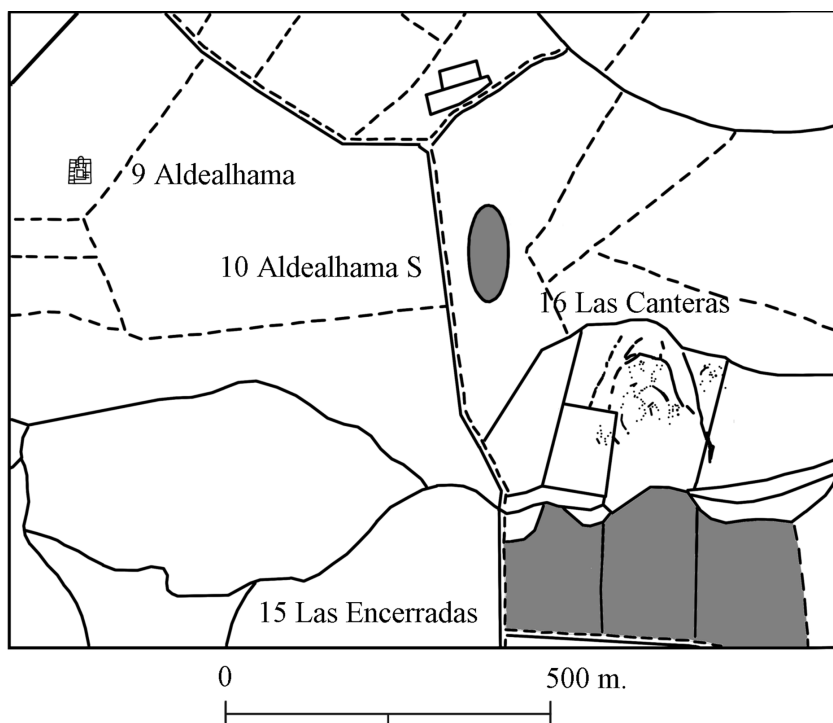 9 Aldealhama
10 Aldealhama S
16 Las Canteras
15 Las Encerradas
0 500 m.